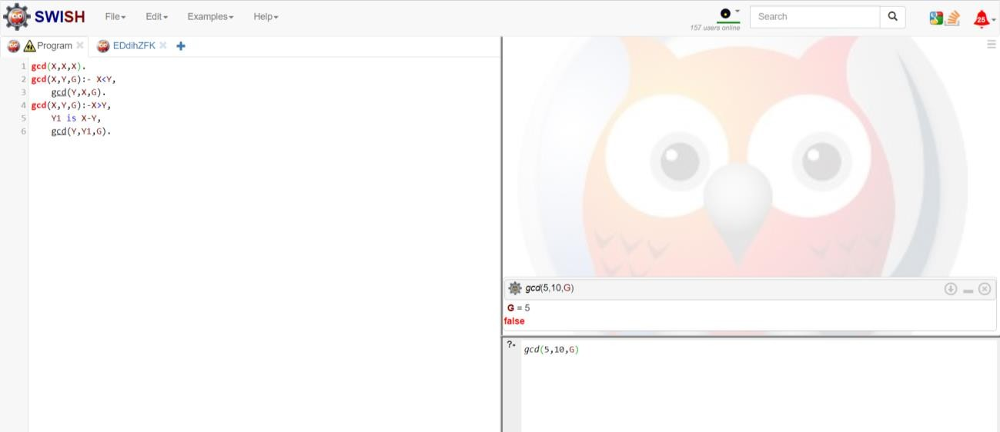 SWISH File Edit Examples Help 157 users online Search 25
Program EDdihZFK
1 gcd(X,X,X).
2 gcd(X,Y,G):- X<Y,
3 gcd(Y,X,G).
4 gcd(X,Y,G):-X>Y,
5 Y1 is X-Y,
6 gcd(Y,Y1,G).
gcd(5,10,G)
G = 5
false
?- gcd(5,10,G)